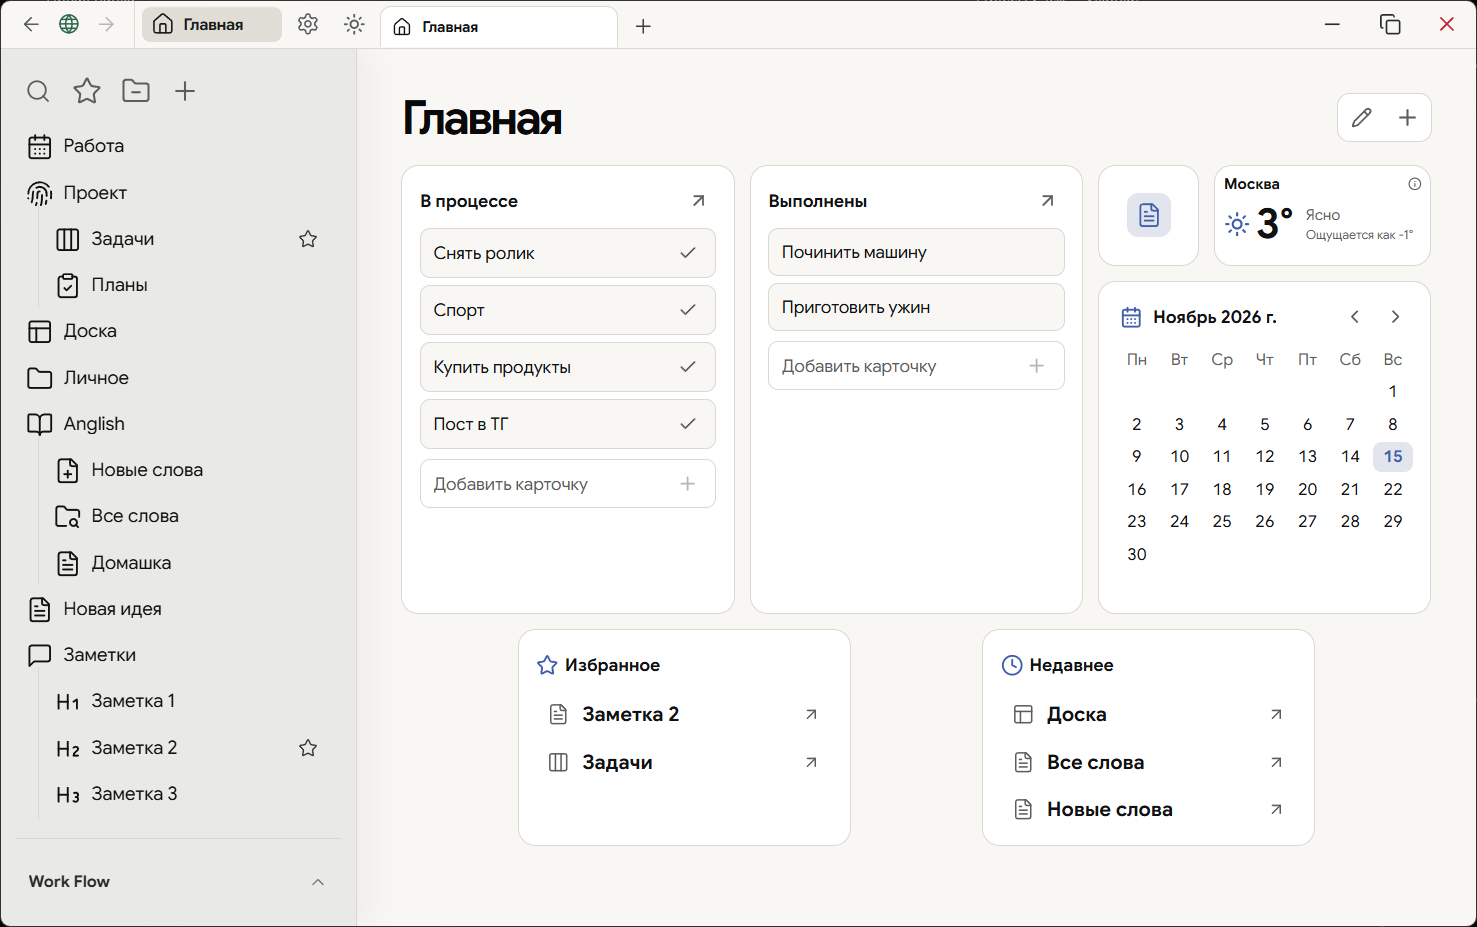 Главная
Главная
Работа
Проект
Задачи
Планы
Доска
Личное
Anglish
Новые слова
Все слова
Домашка
Новая идея
Заметки
H1 Заметка 1
H2 Заметка 2
H3 Заметка 3
Work Flow
Главная
В процессе
Снять ролик
Спорт
Купить продукты
Пост в ТГ
Добавить карточку
Выполнены
Починить машину
Приготовить ужин
Добавить карточку
Москва
3° Ясно
Ощущается как -1°
Ноябрь 2026 г.
Пн Вт Ср Чт Пт Сб Вс
1
2 3 4 5 6 7 8
9 10 11 12 13 14 15
16 17 18 19 20 21 22
23 24 25 26 27 28 29
30
Избранное
Заметка 2
Задачи
Недавнее
Доска
Все слова
Новые слова